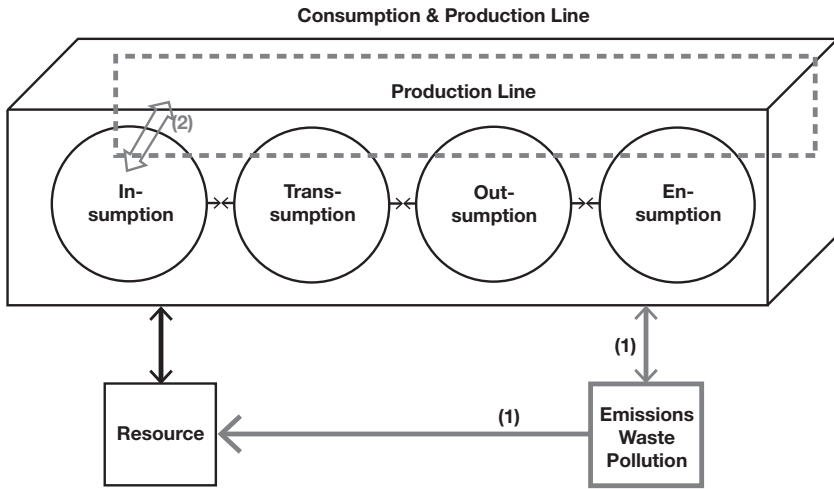 Consumption & Production Line
Production Line
(2)
In-
sumption
Trans-
sumption
Out-
sumption
En-
sumption
(1)
Resource
(1)
Emissions
Waste
Pollution